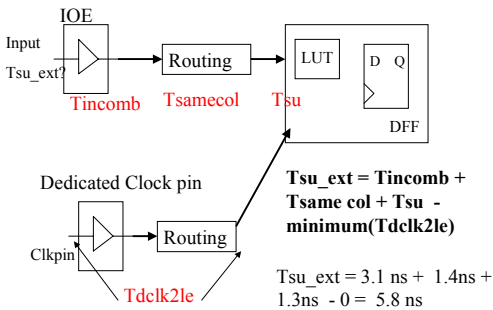 IOE
Input
Tsu_ext?
Routing
LUT
D Q
DFF
Tincomb
Tsamecol
Tsu
Dedicated Clock pin
Clkpin
Routing
Tdclk2le
Tsu_ext = Tincomb +
Tsame col + Tsu -
minimum(Tdclk2le)
Tsu_ext = 3.1 ns + 1.4ns +
1.3ns - 0 = 5.8 ns